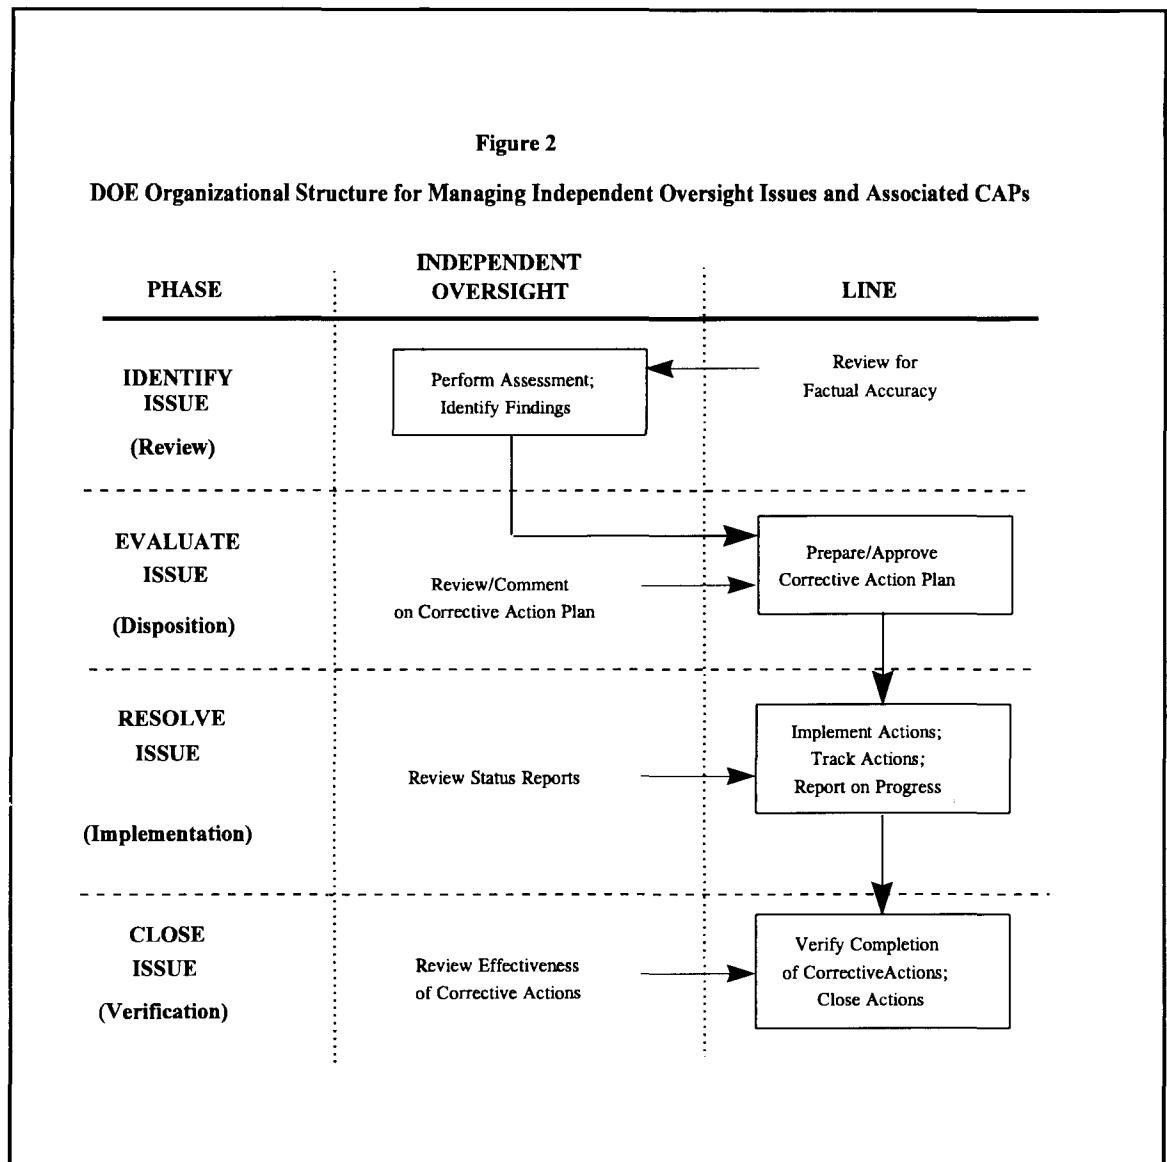 Figure 2
DOE Organizational Structure for Managing Independent Oversight Issues and Associated CAPs
PHASE
INDEPENDENT
OVERSIGHT
LINE
IDENTIFY
ISSUE
(Review)
Perform Assessment;
Identify Findings
Review for
Factual Accuracy
EVALUATE
ISSUE
(Disposition)
Review/Comment
on Corrective Action Plan
Prepare/Approve
Corrective Action Plan
RESOLVE
ISSUE
(Implementation)
Review Status Reports
Implement Actions;
Track Actions;
Report on Progress
CLOSE
ISSUE
(Verification)
Review Effectiveness
of Corrective Actions
Verify Completion
of CorrectiveActions;
Close Actions